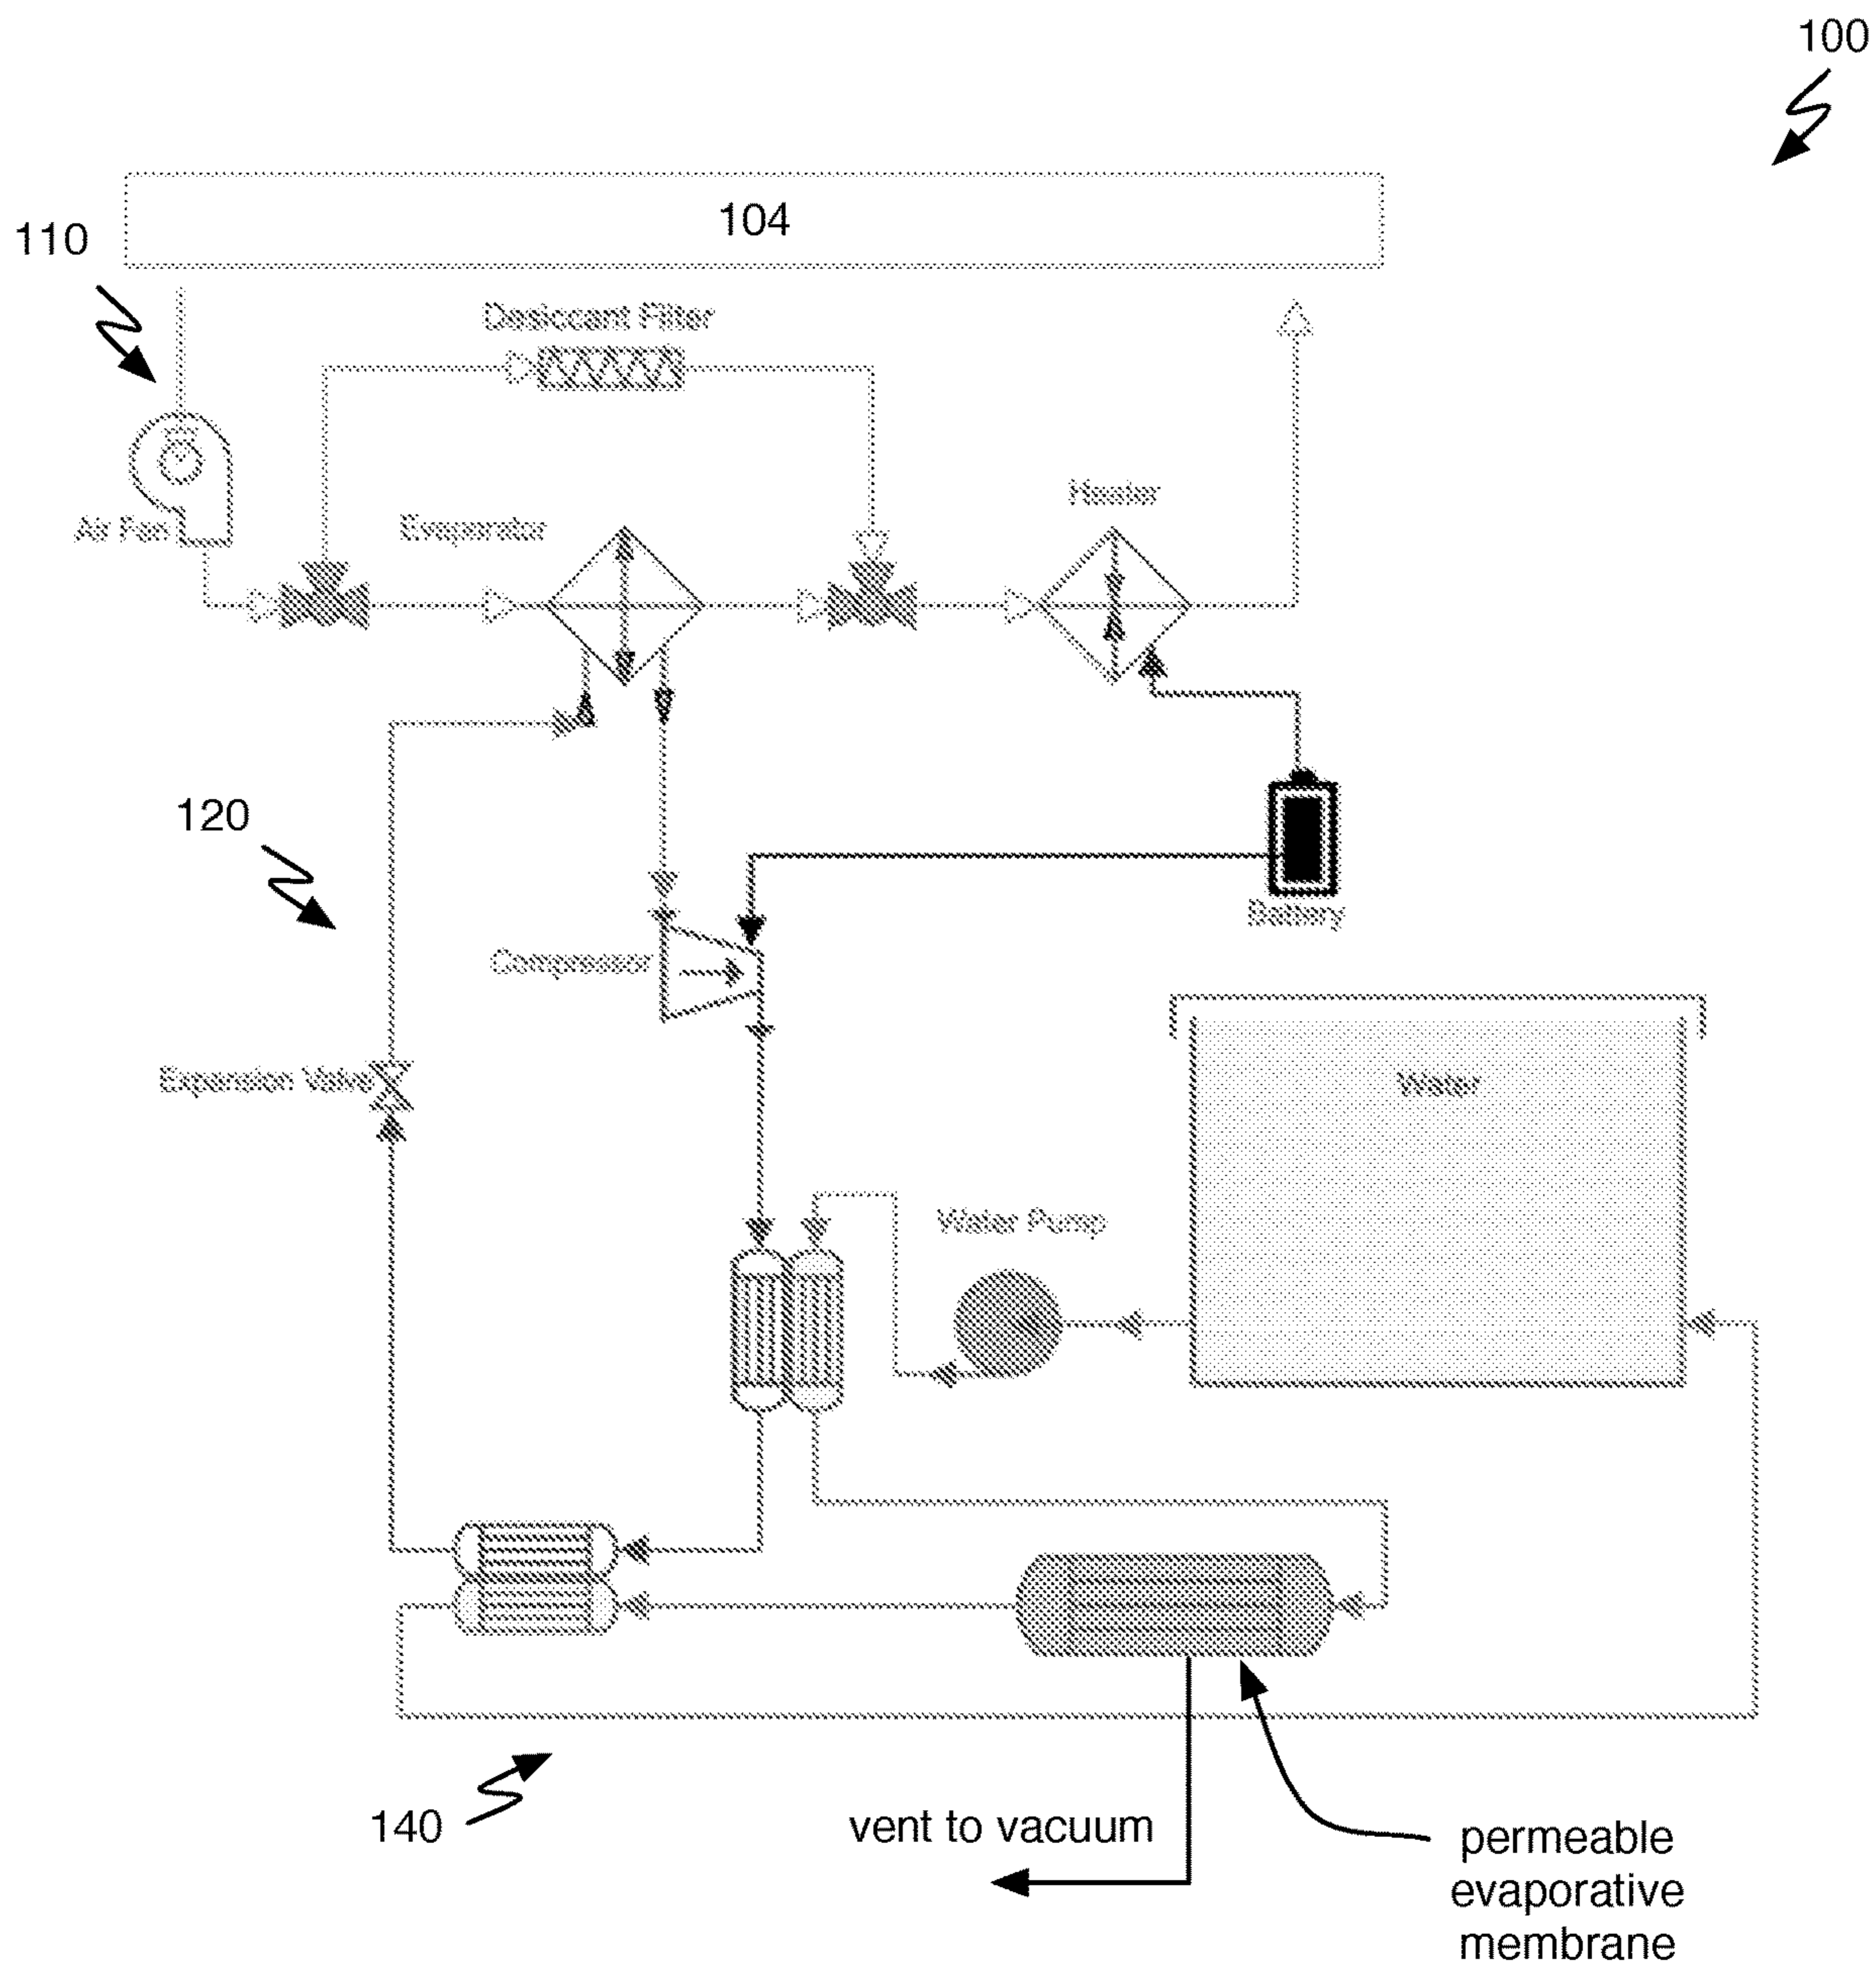 100
104
110
Desiccant Filter
Heater
Air Fan
Evaporator
120
Battery
Compressor
Expansion Valve
Water
Water Pump
140
vent to vacuum
permeable
evaporative
membrane